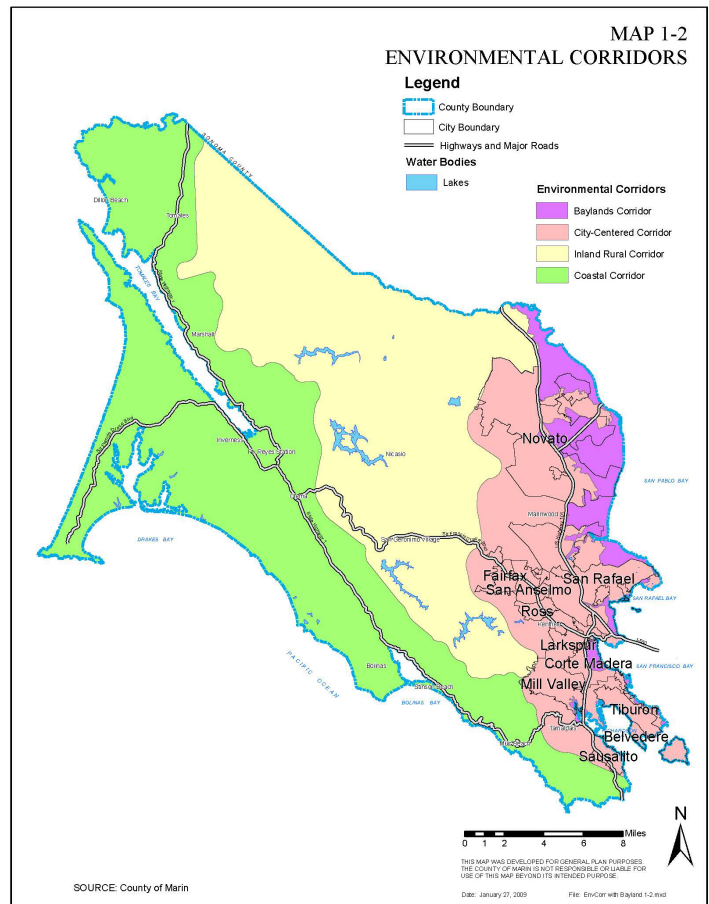 MAP 1-2
ENVIRONMENTAL CORRIDORS
Legend
County Boundary
City Boundary
Highways and Major Roads
Water Bodies
Lakes
Environmental Corridors
Baylands Corridor
City-Centered Corridor
Inland Rural Corridor
Coastal Corridor
SONOMA COUNTY
Dillon Beach
Tomales
TOMALES BAY
Marshall
Inverness
Reyes Station
Nicasio
Novato
SAN PABLO BAY
Marinwood
DRAKES BAY
San Geronimo Village
Fairfax
San Anselmo
San Rafael
SAN RAFAEL BAY
Ross
Kentfield
Larkspur
Corte Madera
SAN FRANCISCO BAY
Mill Valley
PACIFIC OCEAN
Bolinas
Stinson Beach
BOLINAS BAY
Tiburon
Tamalpais
Belvedere
Muir Beach
Sausalito
N
Miles
0 1 2 4 6 8
THIS MAP WAS DEVELOPED FOR GENERAL PLAN PURPOSES.
THE COUNTY OF MARIN IS NOT RESPONSIBLE OR LIABLE FOR
USE OF THIS MAP BEYOND ITS INTENDED PURPOSE.
SOURCE: County of Marin
Date: January 27, 2009 File: EnvCorr with Bayland 1-2.mxd